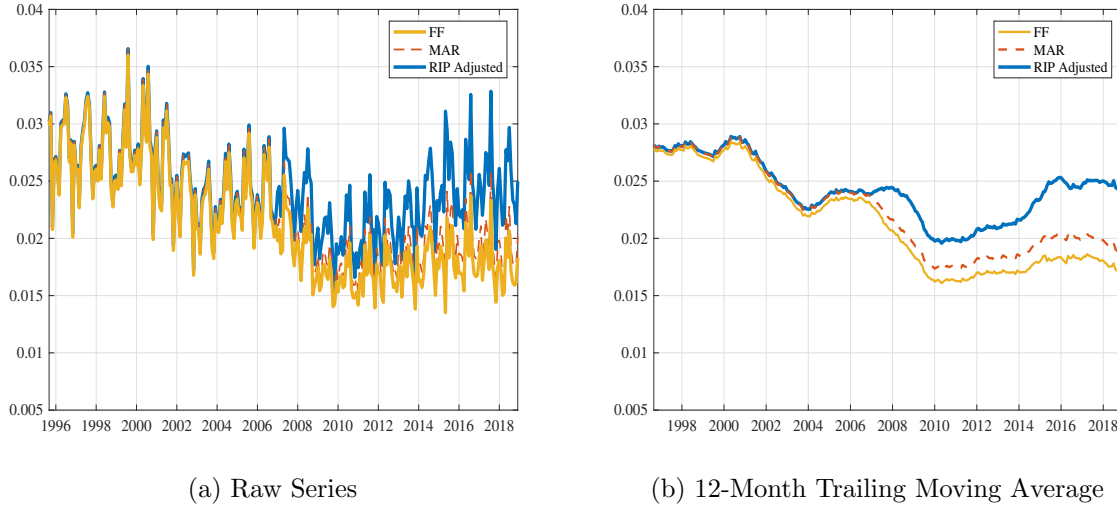 0.04
0.035
0.03
0.025
0.02
0.015
0.01
0.005
1996 1998 2000 2002 2004 2006 2008 2010 2012 2014 2016 2018
FF
MAR
RIP Adjusted
(a) Raw Series
0.04
0.035
0.03
0.025
0.02
0.015
0.01
0.005
1998 2000 2002 2004 2006 2008 2010 2012 2014 2016 2018
FF
MAR
RIP Adjusted
(b) 12-Month Trailing Moving Average